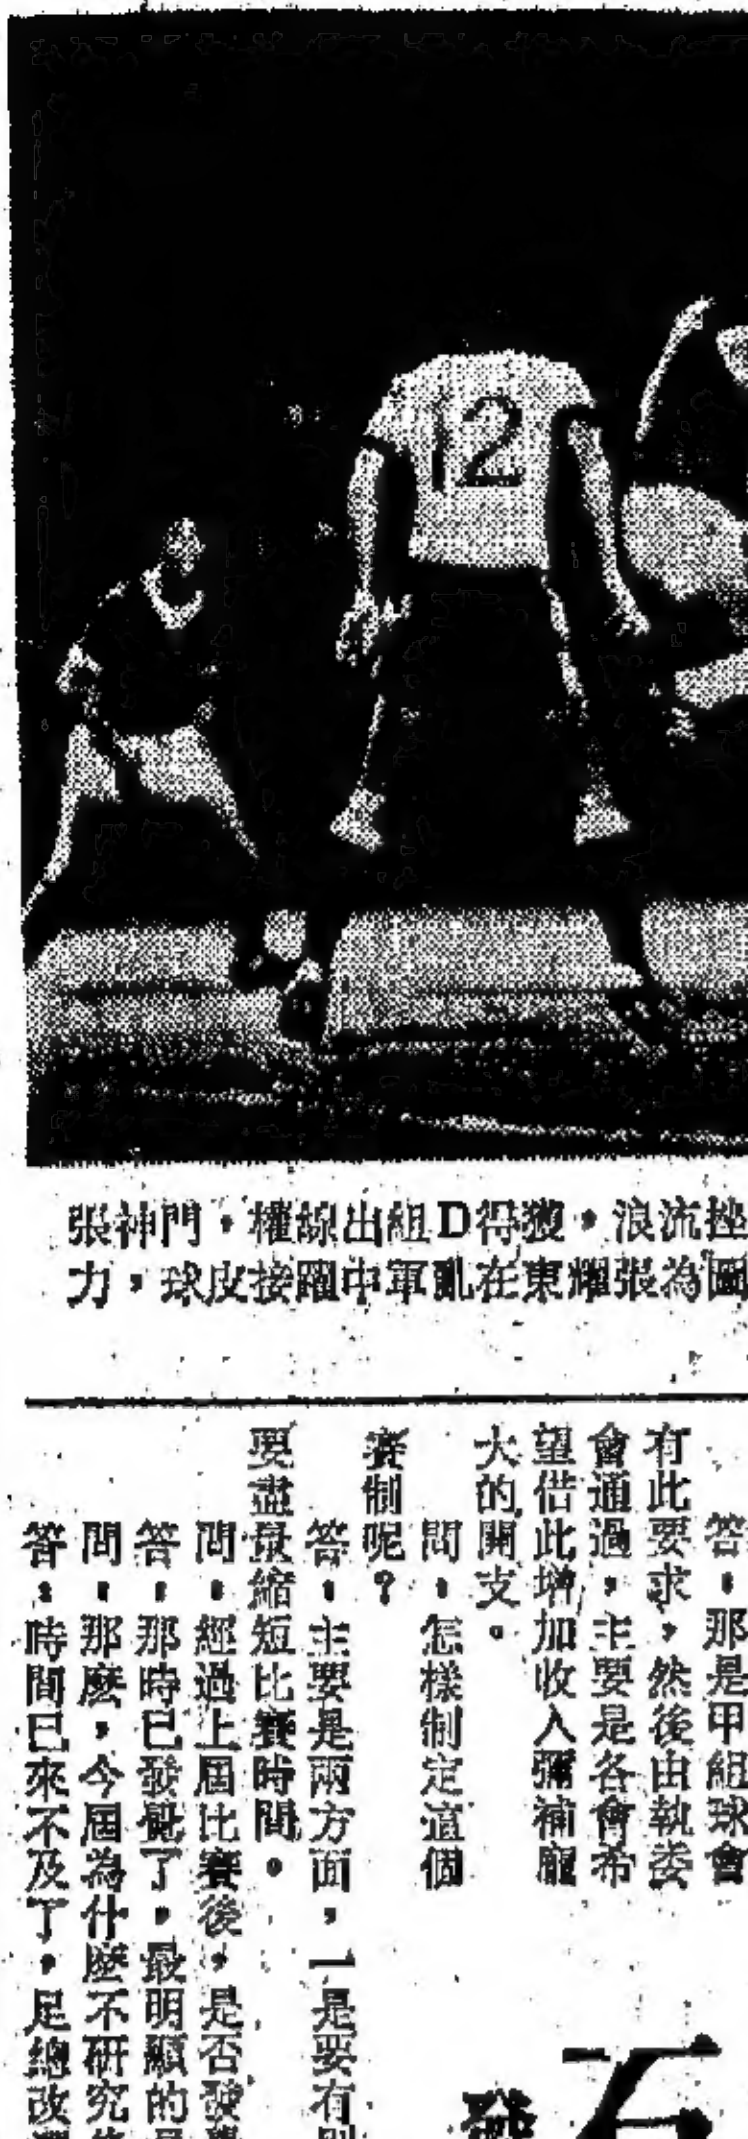 12
挫流浪，獲得D組出線權，門神張
圖為張耀東在亂軍中躍接皮球，力
答：那是甲組球會
有此要求，然後由執委
會通過，主要是各會希
望借此增加收入彌補龐
大的開支。
問：怎樣制定這個
賽制呢？
答：主要是兩方面，一是要有
要盡量縮短比賽時間。
問：經過上屆比賽後，是否發
答：那時已發覺了，最明顯的
問：那麼，今屆為什麼不研究
答：時間已來不及了，足總改
石